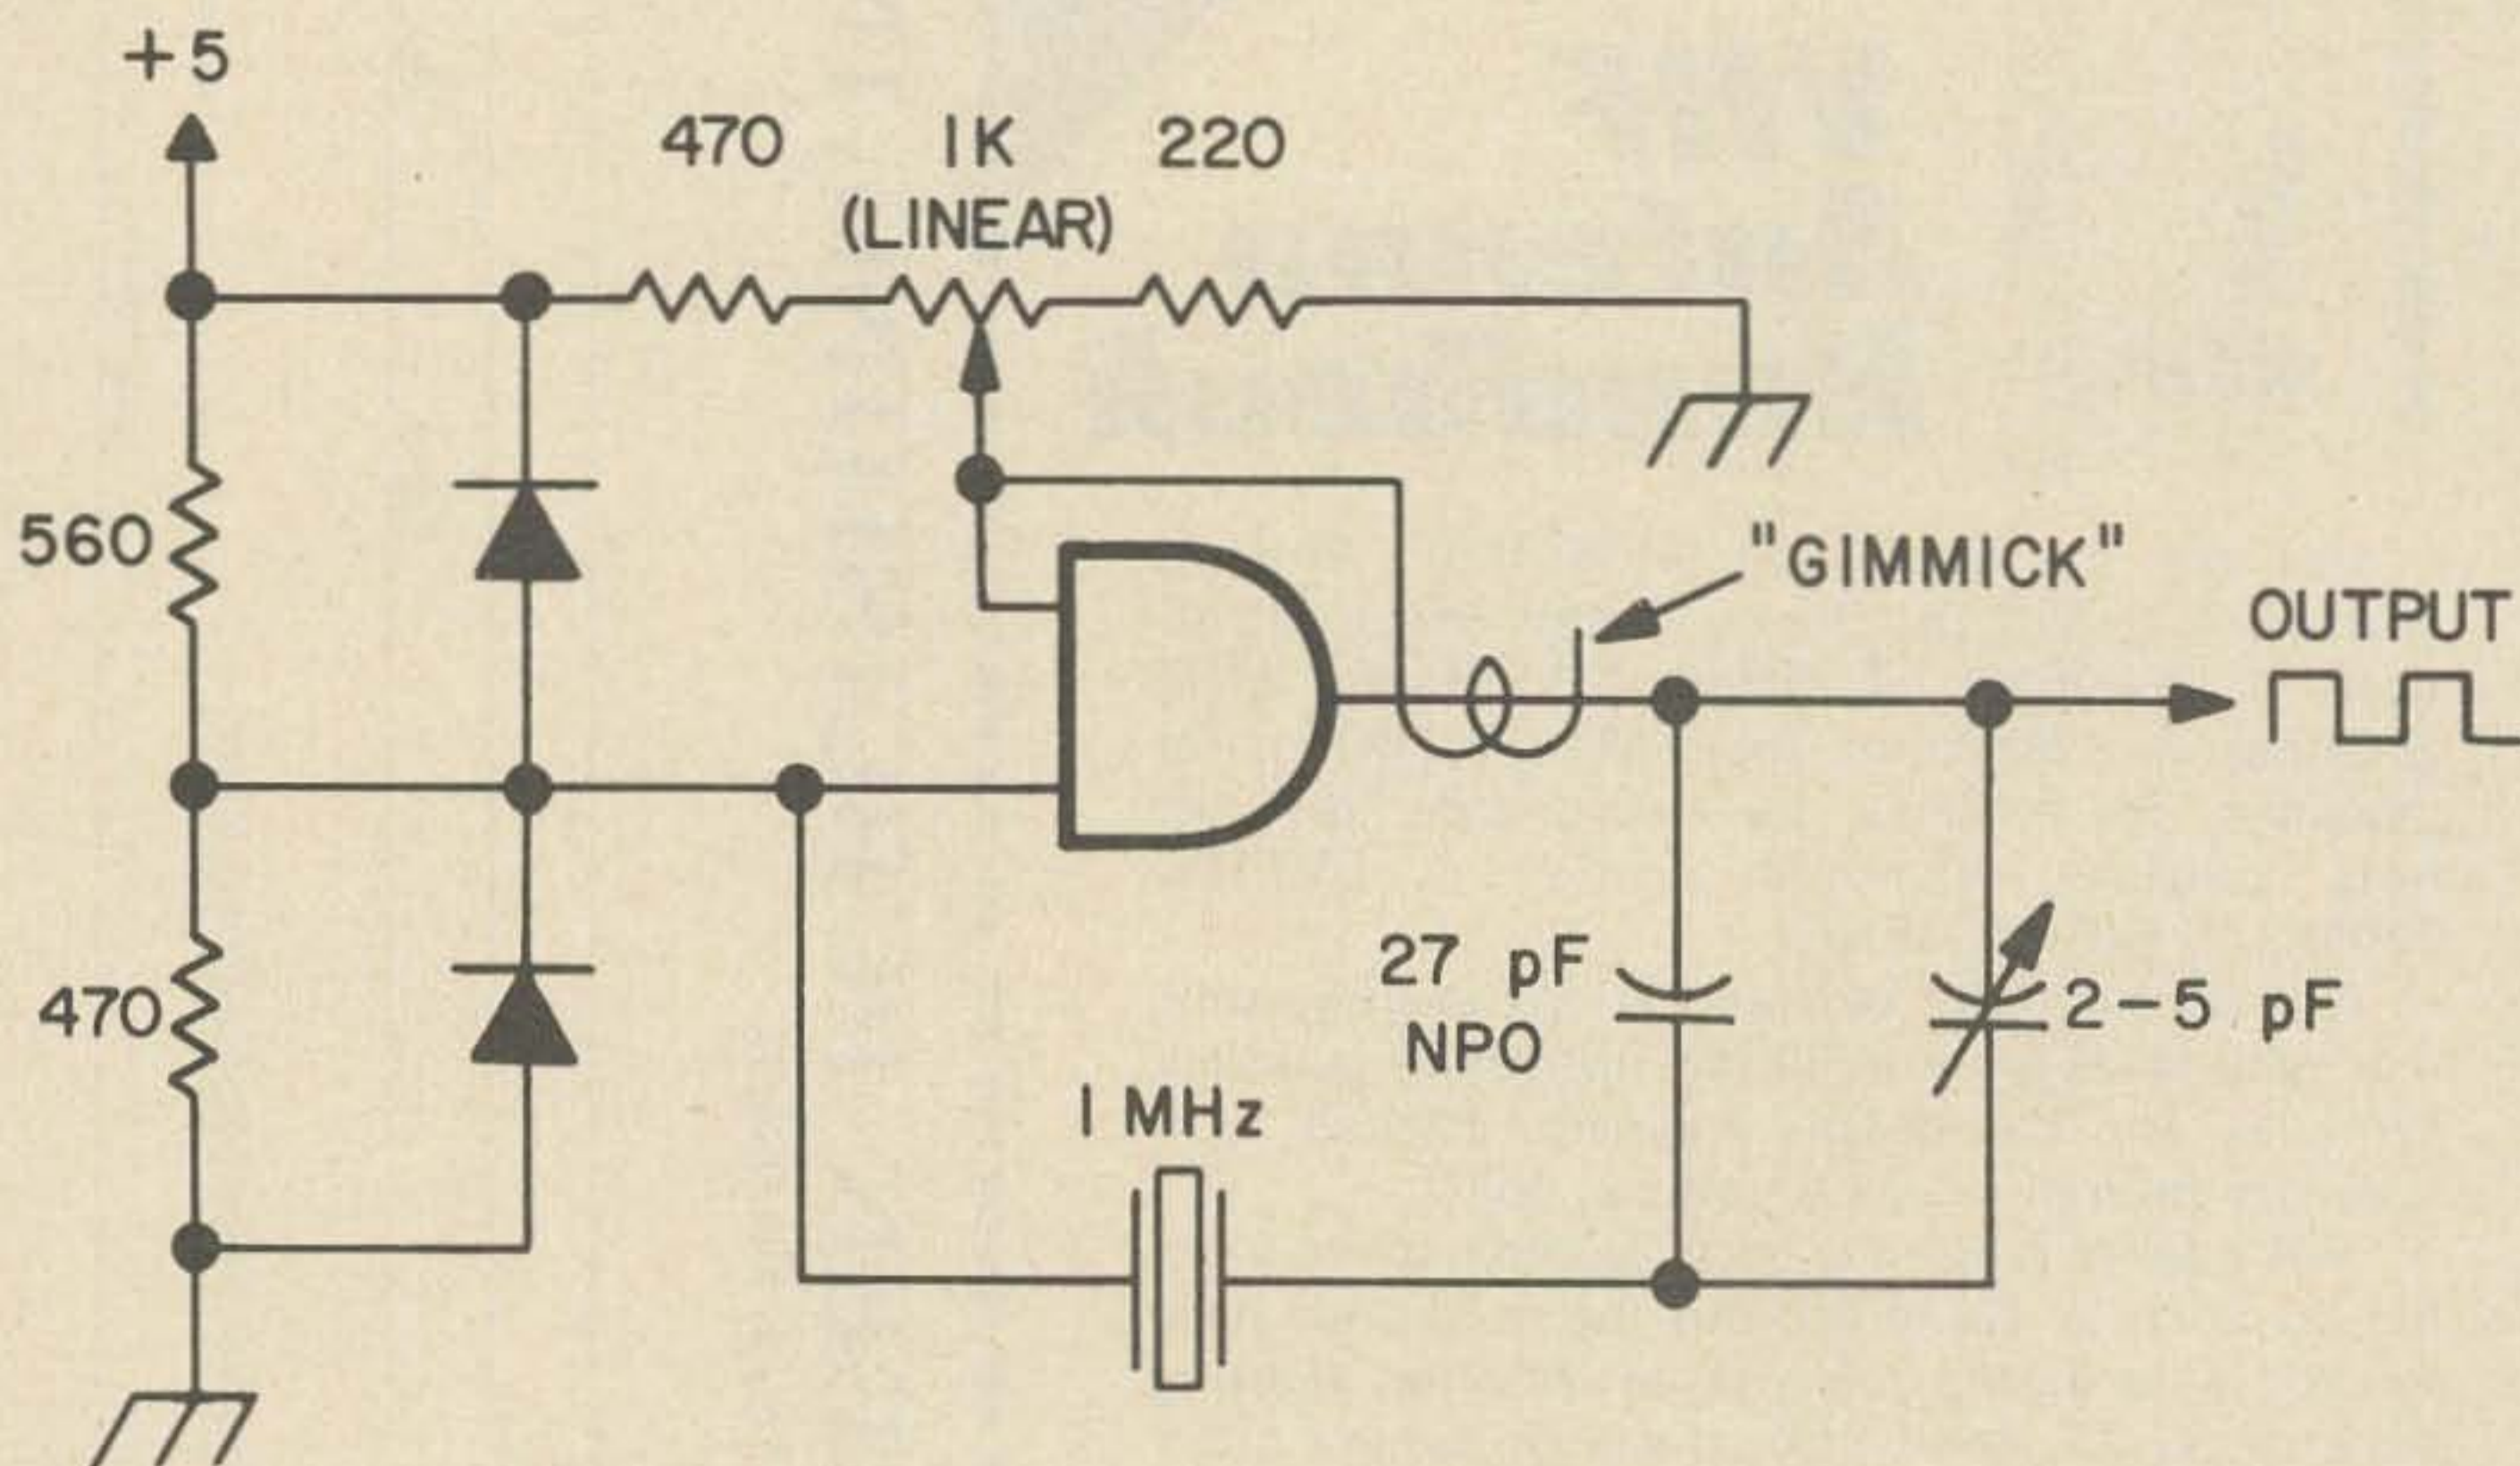 +5
470 1K 220
(LINEAR)
560
"GIMMICK"
OUTPUT
27 pF
NPO
2-5 pF
470
1 MHz